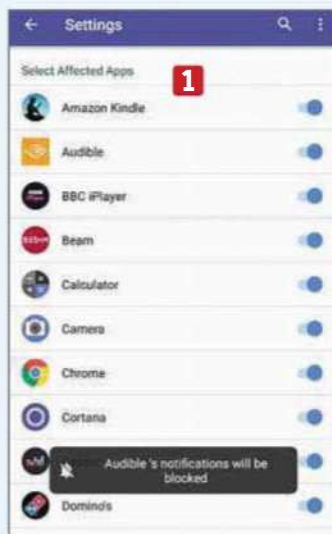 Settings
Select Affected Apps
1
Amazon Kindle
Audible
BBC iPlayer
Beam
Calculator
Camera
Chrome
Cortana
Audible 's notifications will be
blocked
Domino's